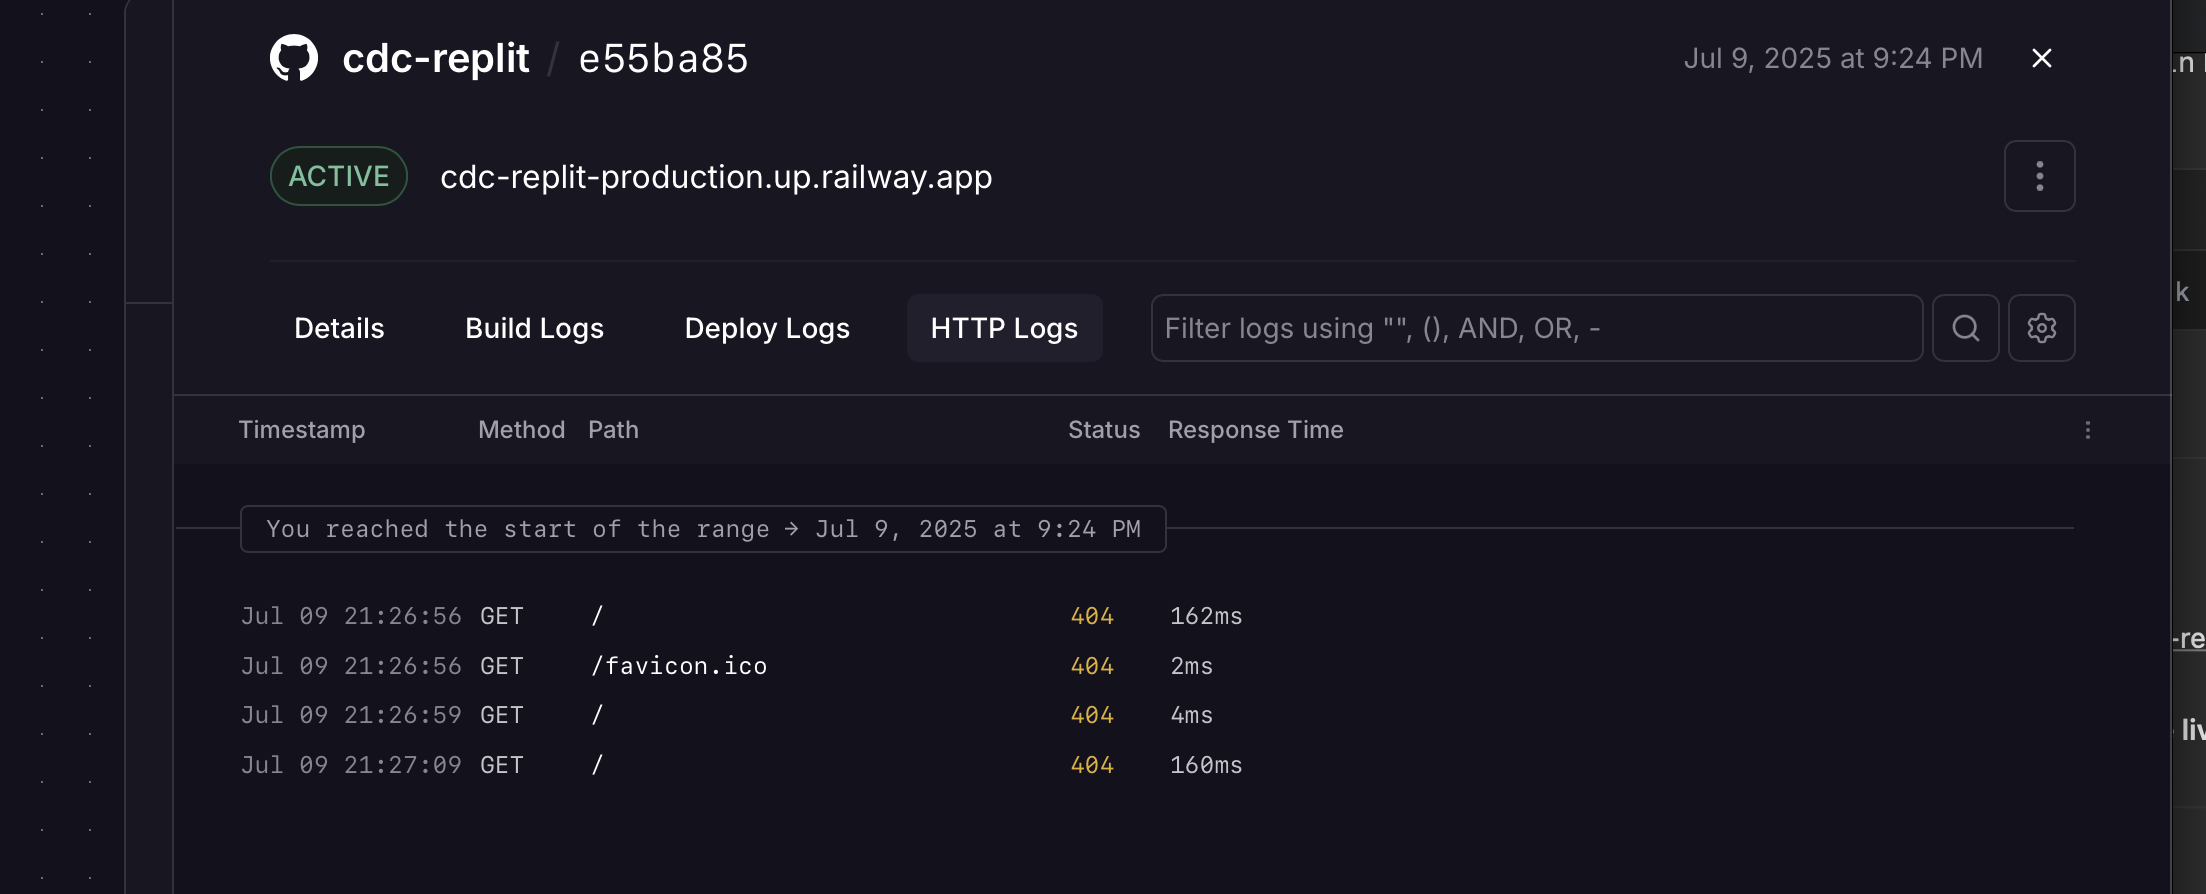 cdc-replit / e55ba85 Jul 9, 2025 at 9:24 PM
ACTIVE cdc-replit-production.up.railway.app
Details Build Logs Deploy Logs HTTP Logs Filter logs using "", (), AND, OR, -
Timestamp Method Path Status Response Time
You reached the start of the range → Jul 9, 2025 at 9:24 PM
Jul 09 21:26:56 GET / 404 162ms
Jul 09 21:26:56 GET /favicon.ico 404 2ms
Jul 09 21:26:59 GET / 404 4ms
Jul 09 21:27:09 GET / 404 160ms